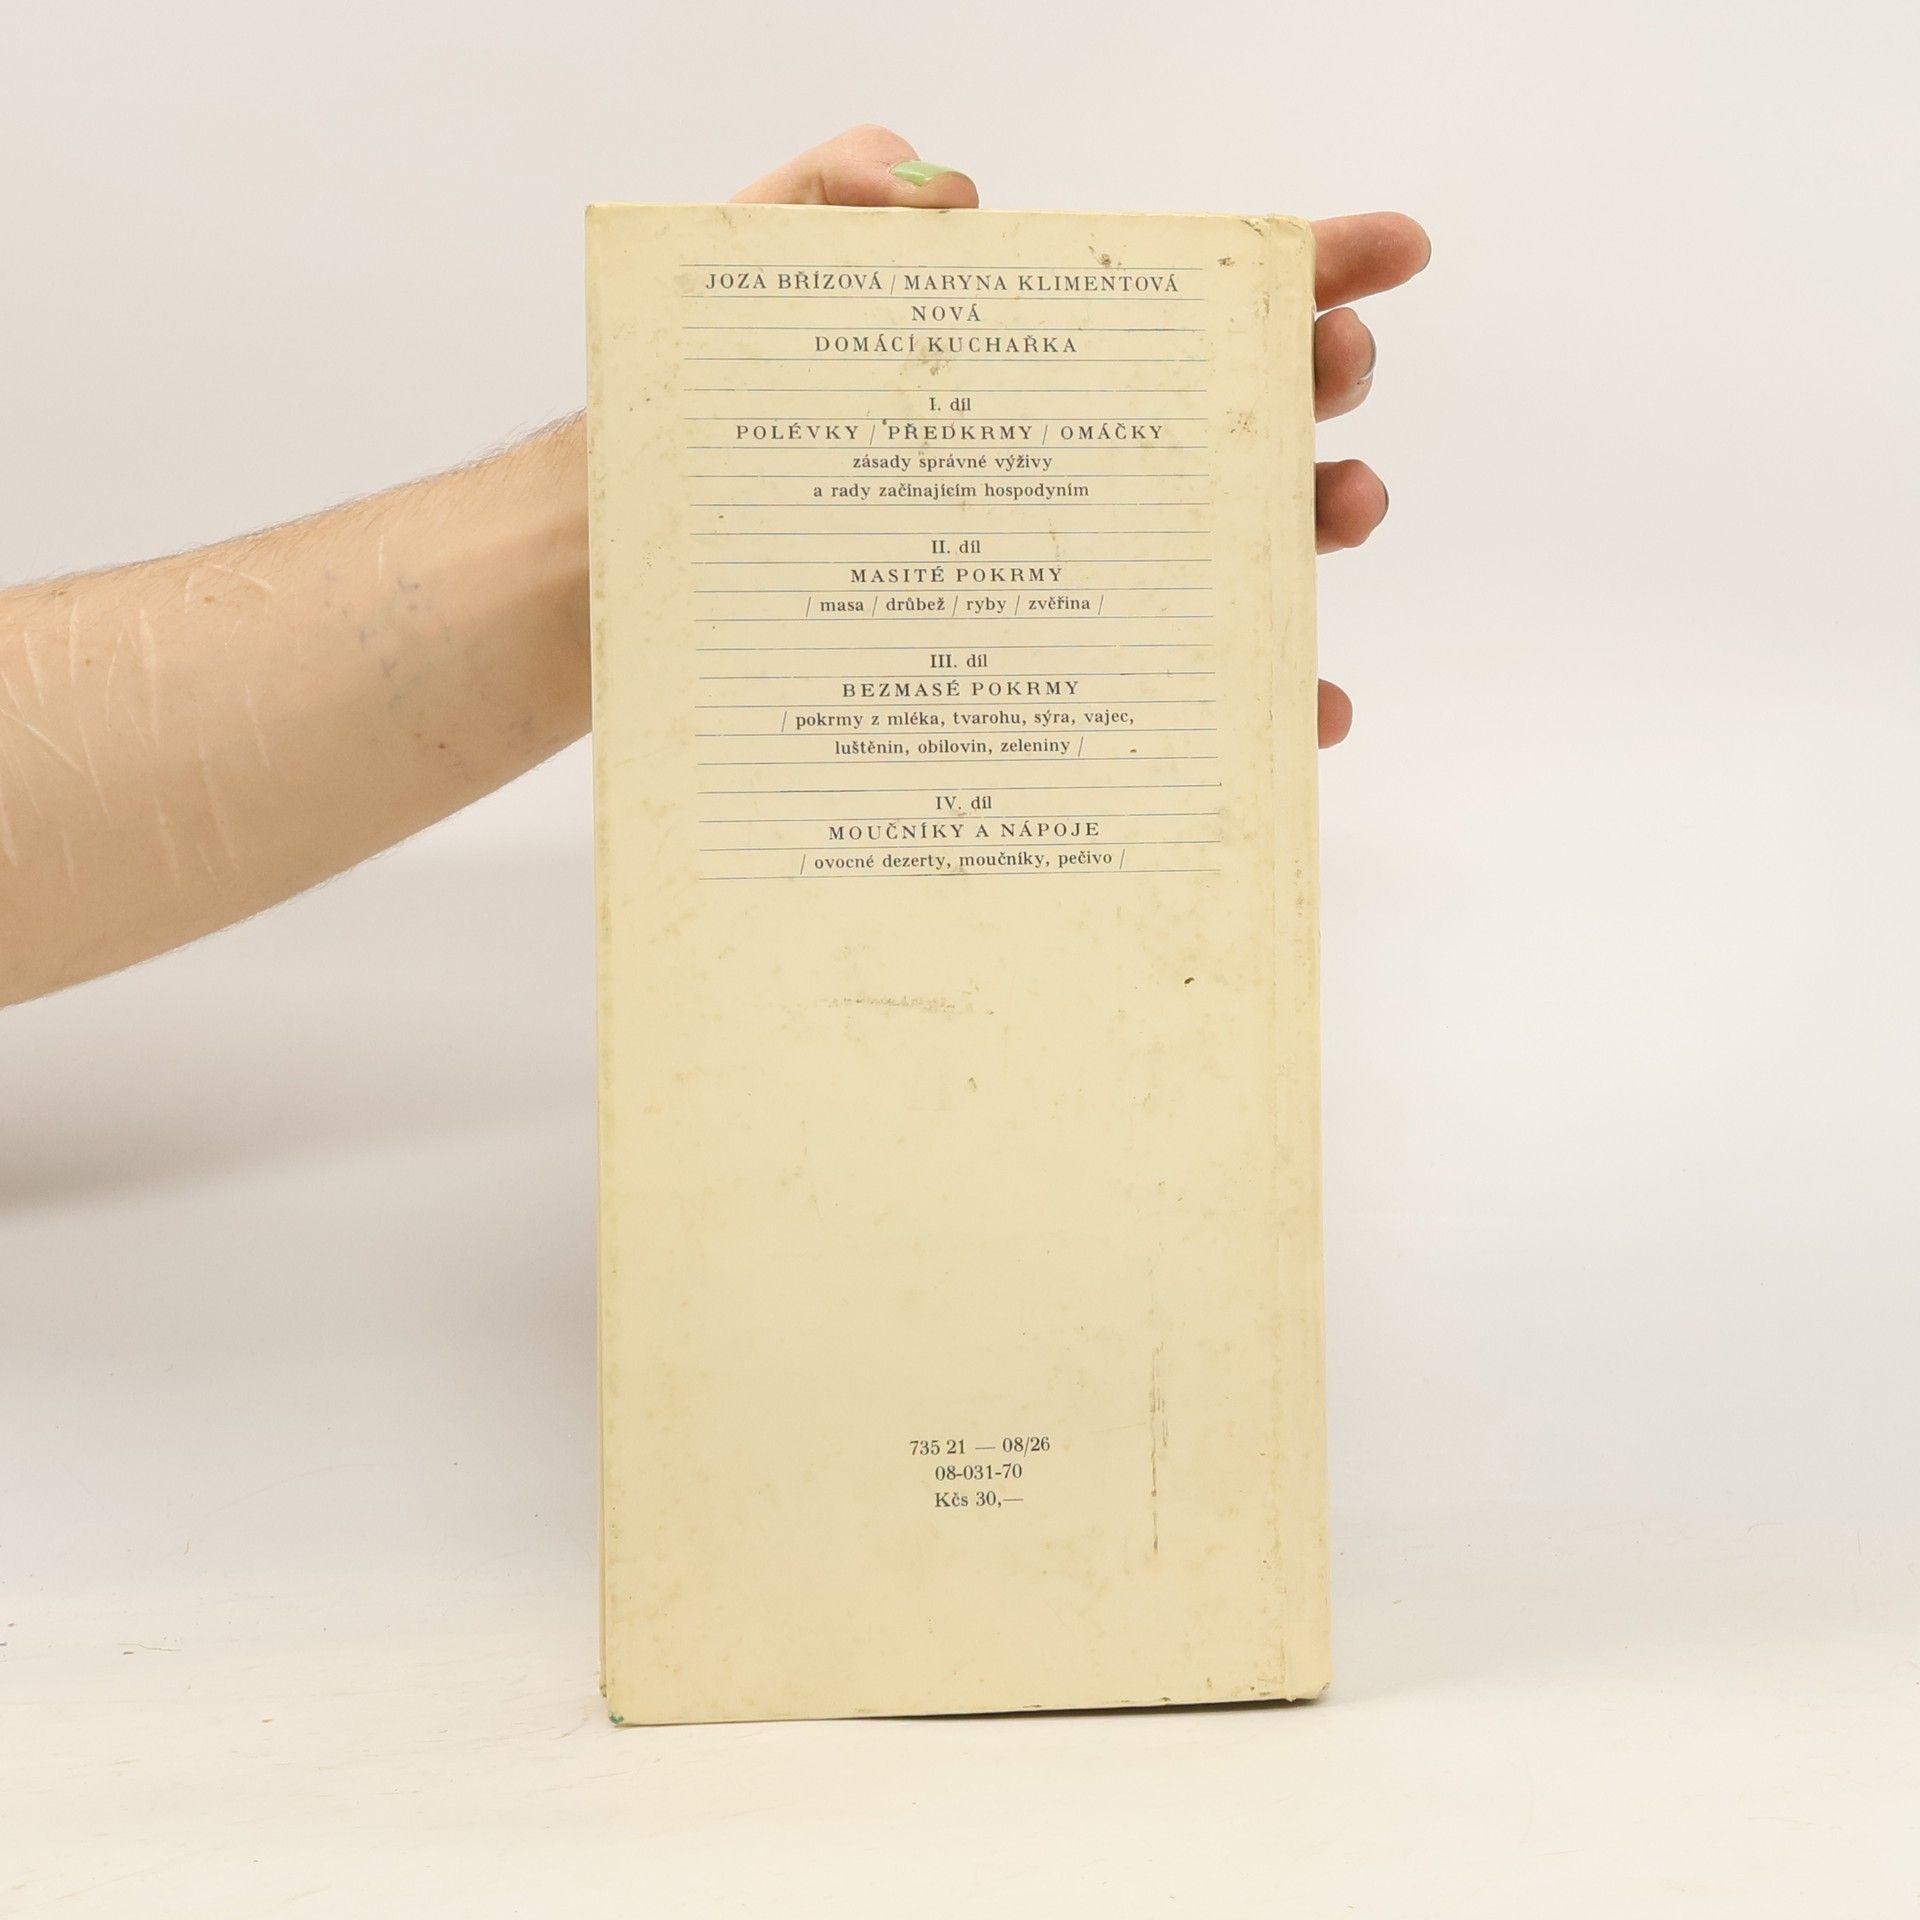 JOZA BŘÍZOVÁ / MARYNA KLIMENTOVÁ
NOVÁ
DOMÁCÍ KUCHAŘKA
I. díl
POLÉVKY / PŘEDKRMY / OMÁČKY
zásady správné výživy
a rady začínajícím hospodyním
II. díl
MASITÉ POKRMY
/ masa / drůbež / ryby / zvěřina /
III. díl
BEZMASÉ POKRMY
/ pokrmy z mléka, tvarohu, sýra, vajec,
luštěnin, obilovin, zeleniny /
IV. díl
MOUČNÍKY A NÁPOJE
/ ovocné dezerty, moučníky, pečivo /
735 21 — 08/26
08-031-70
Kčs 30,—